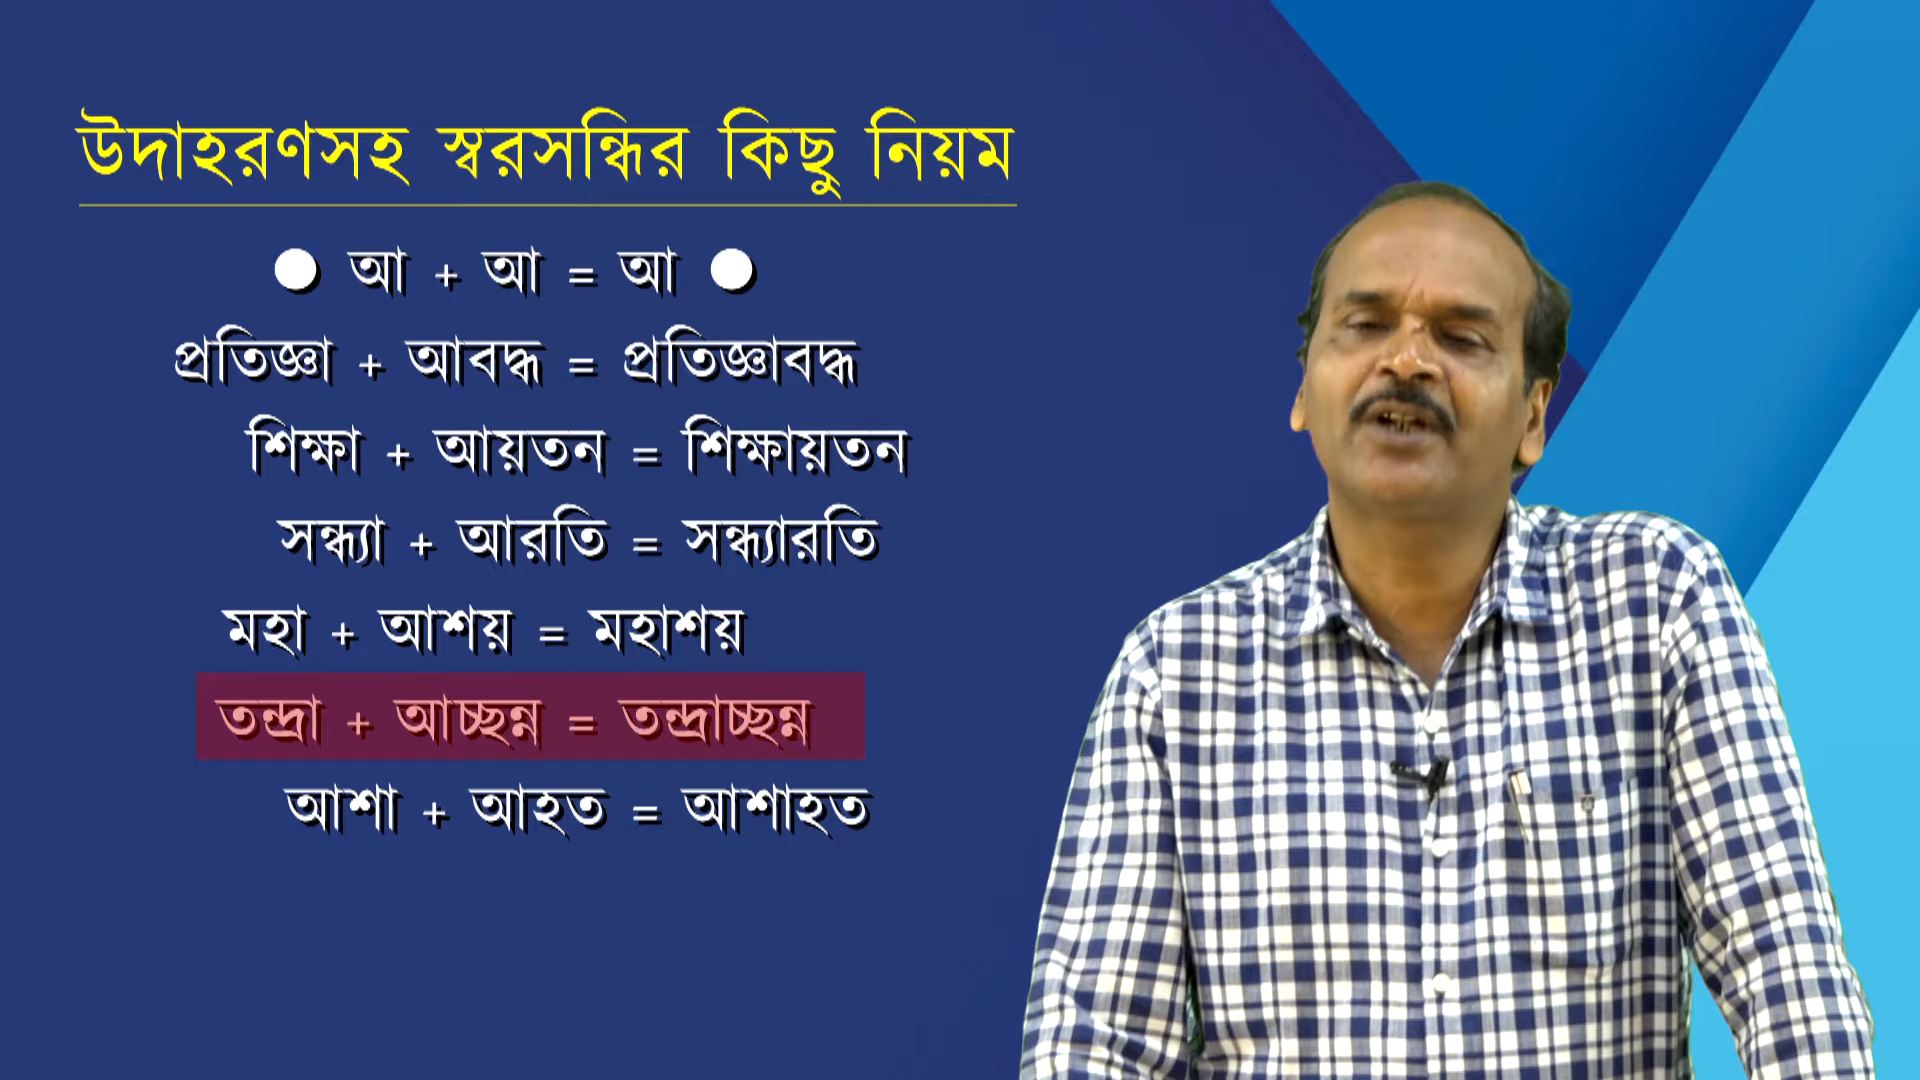 উদাহরণসহ স্বরসন্ধির কিছু নিয়ম
আ + আ = আ
প্রতিজ্ঞা + আবদ্ধ = প্রতিজ্ঞাবদ্ধ
শিক্ষা + আয়তন = শিক্ষায়তন
সন্ধ্যা + আরতি = সন্ধ্যারতি
মহা + আশয় = মহাশয়
তন্দ্রা + আচ্ছন্ন = তন্দ্রাচ্ছন্ন
আশা + আহত = আশাহত